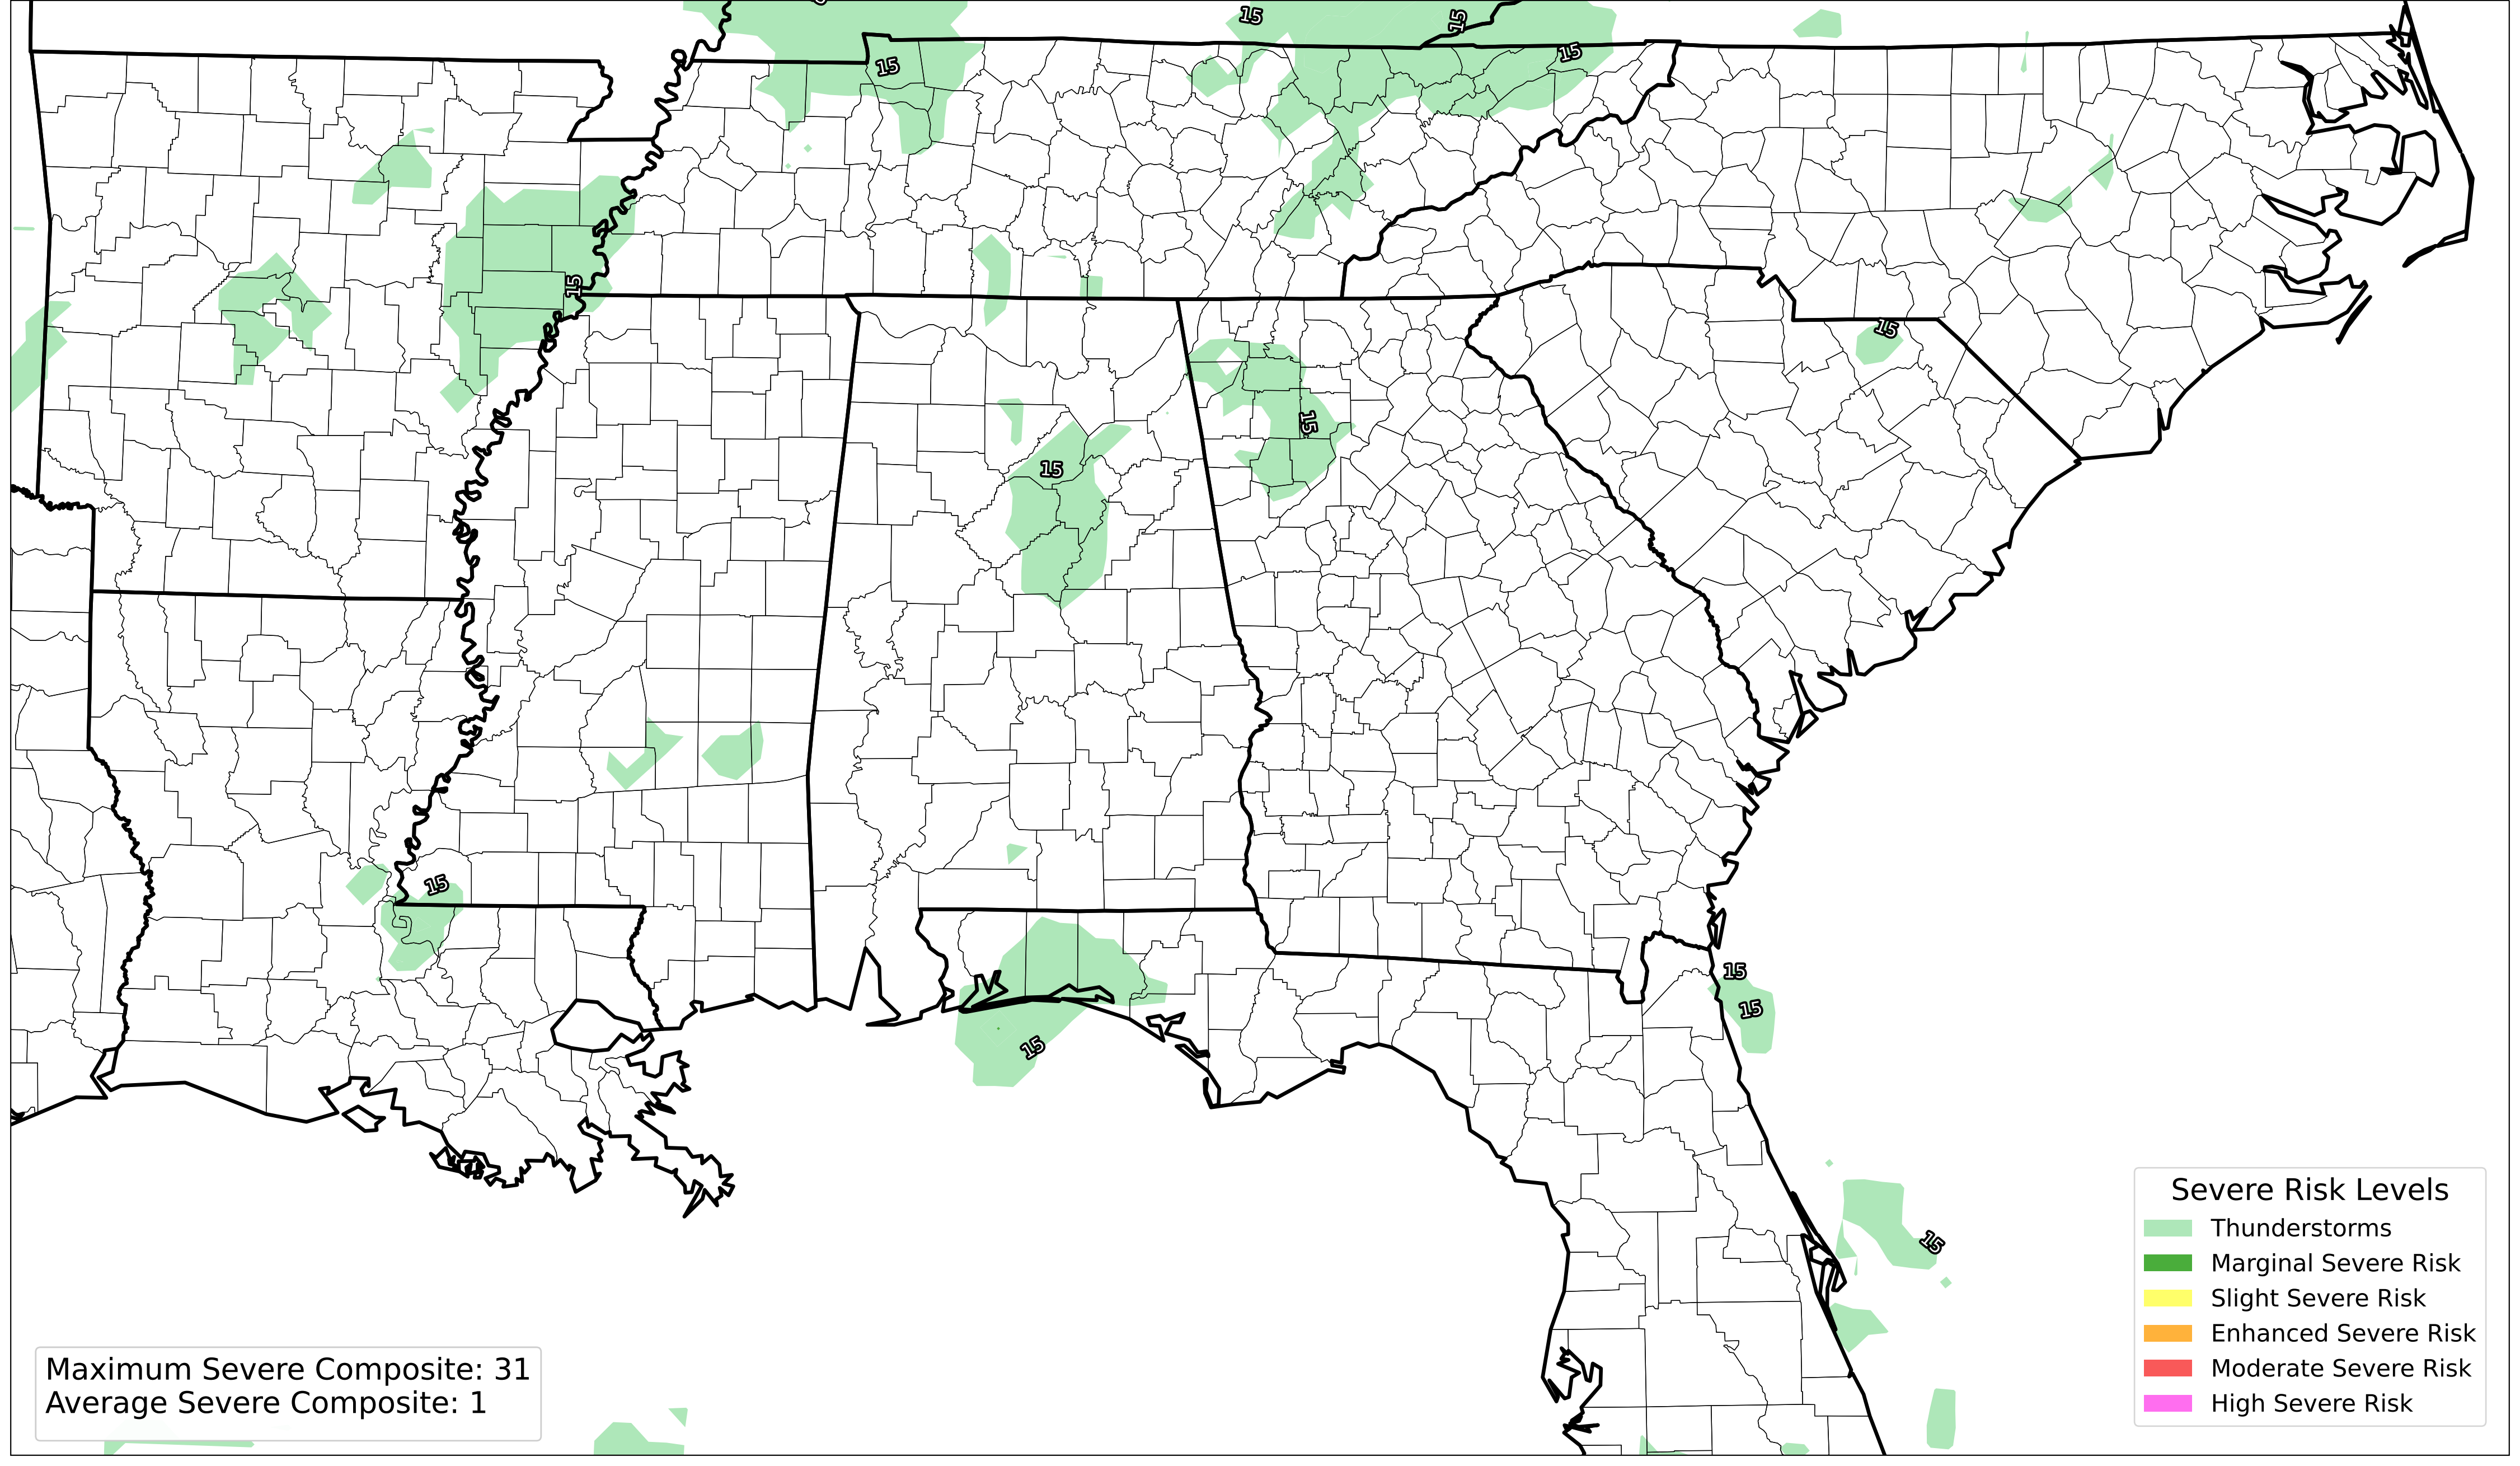 15
15
15
15
15
15
15
15
15
15
15
15
15
Severe Risk Levels
Thunderstorms
Marginal Severe Risk
Slight Severe Risk
Enhanced Severe Risk
Moderate Severe Risk
High Severe Risk
Maximum Severe Composite: 31
Average Severe Composite: 1